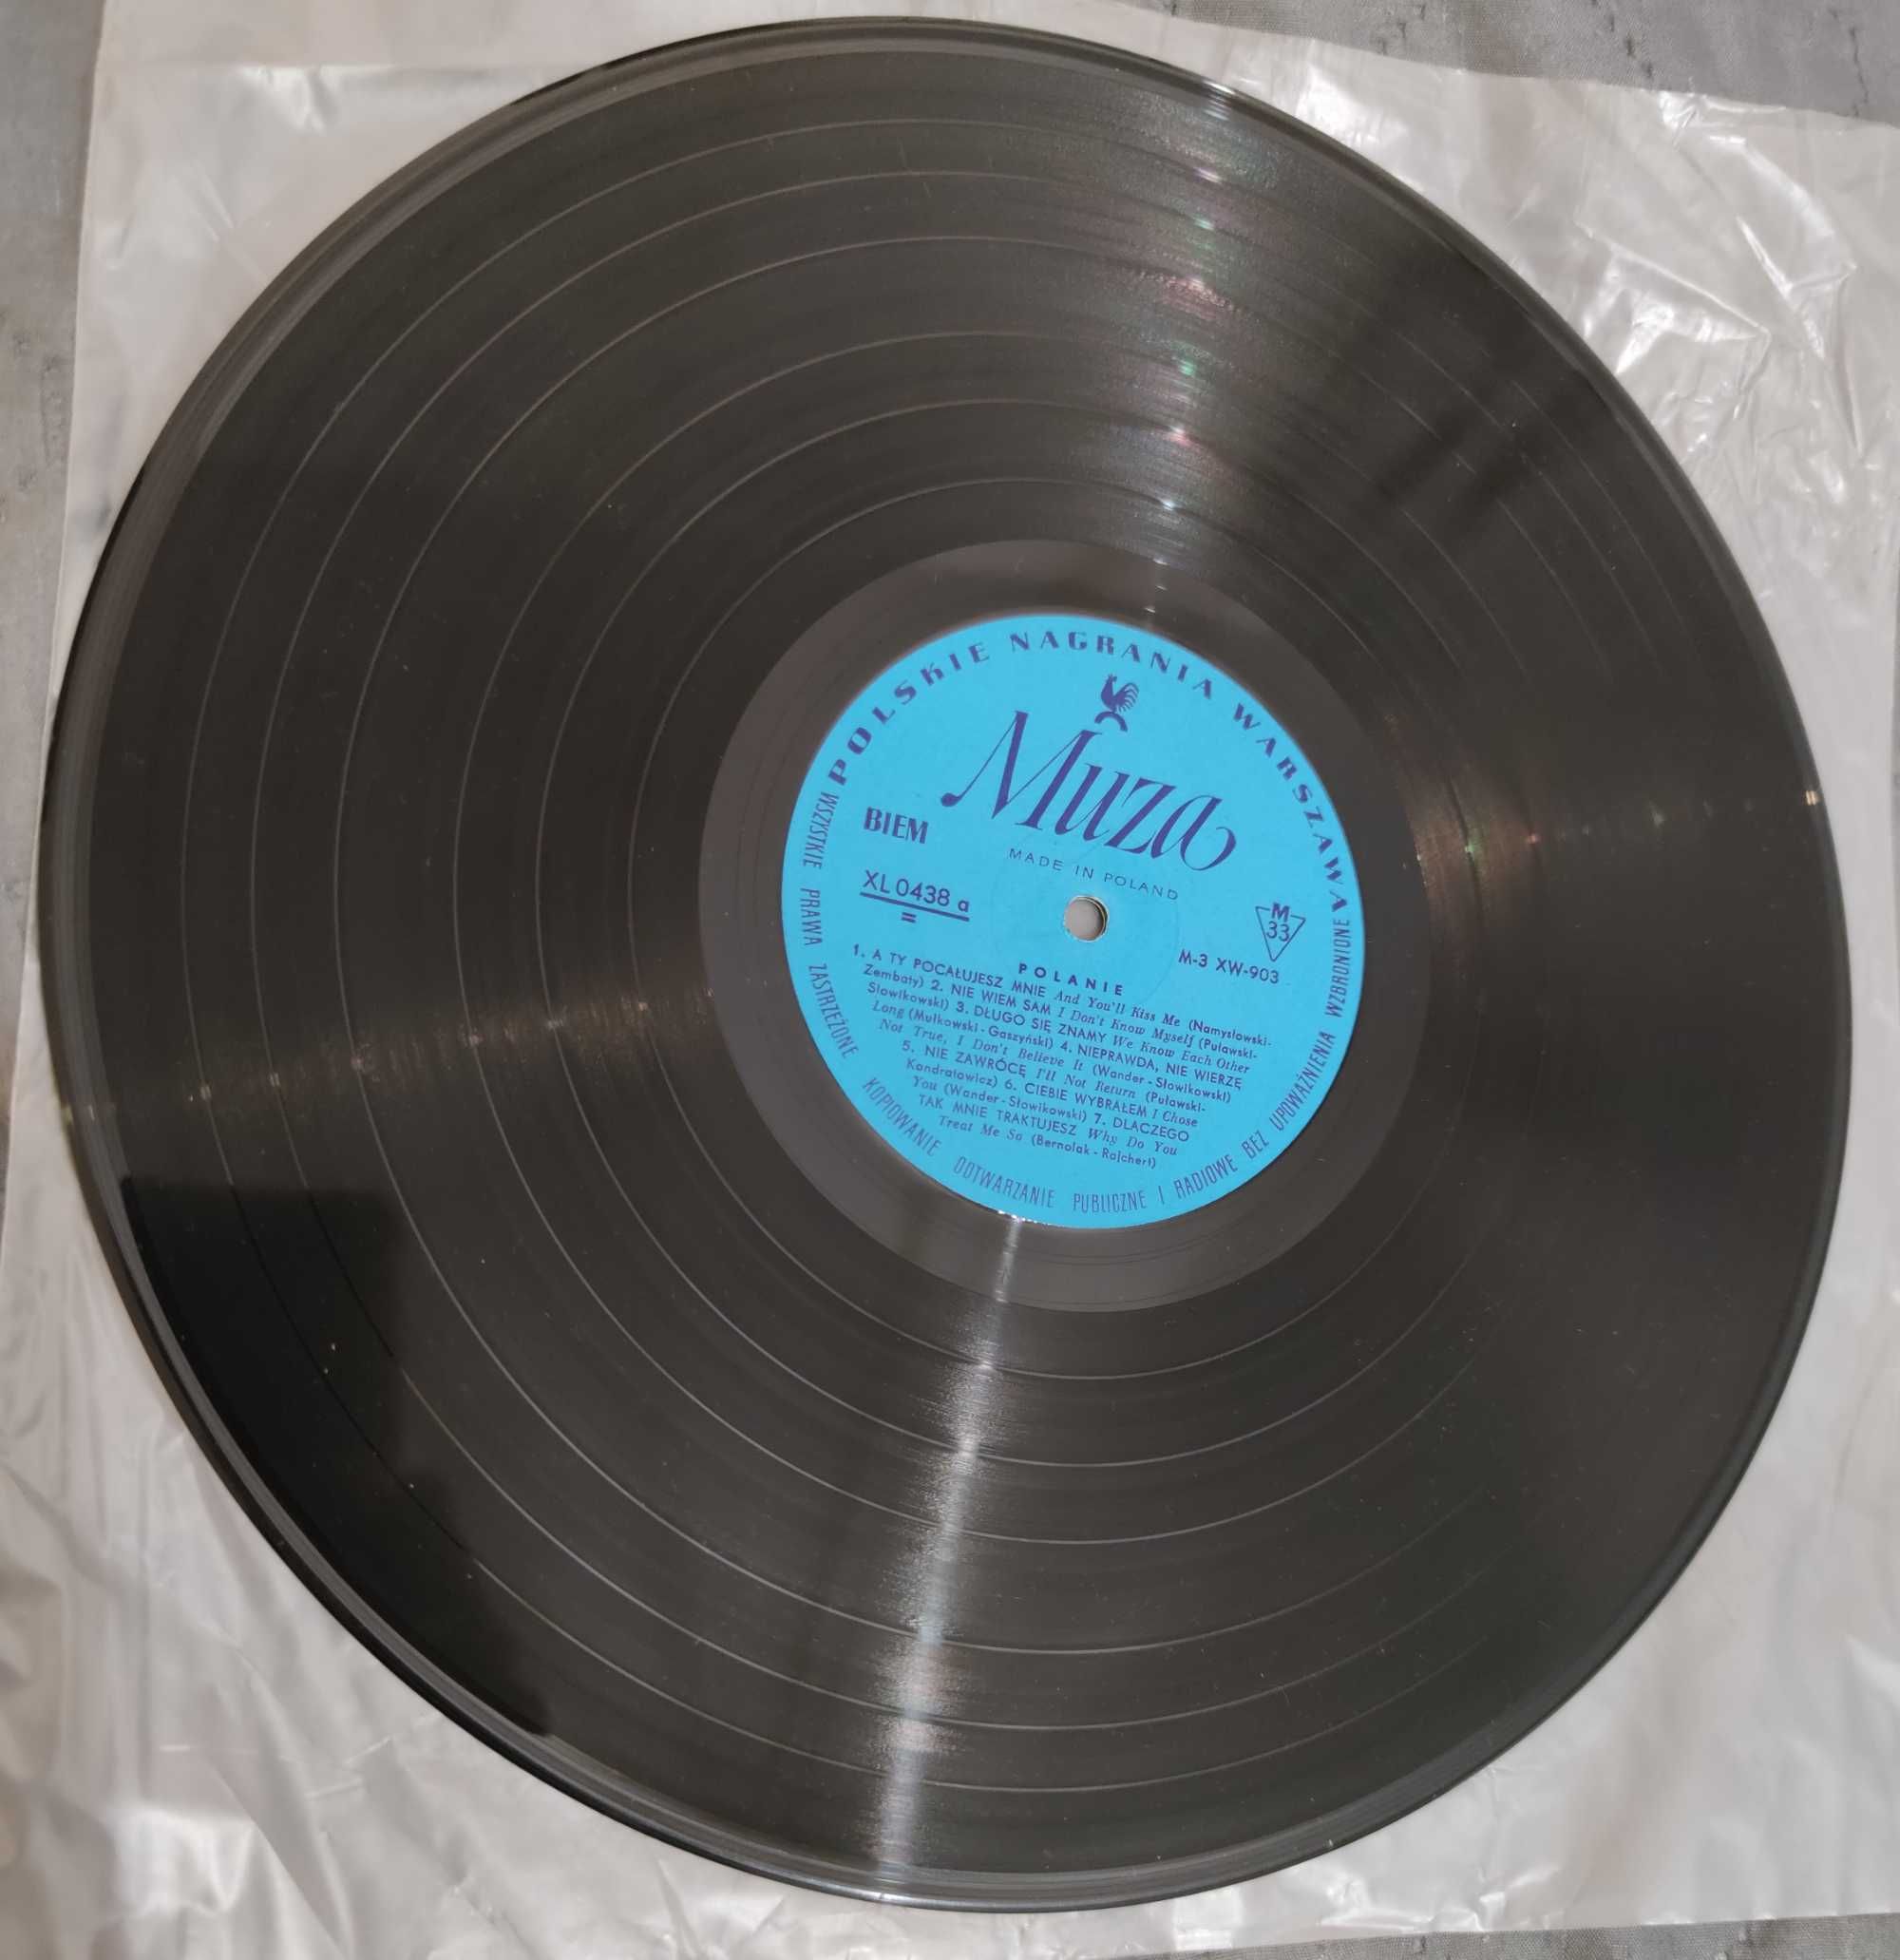 POLSKIE NAGRANIA WARSZAWA
Muza
BIEM
MADE IN POLAND
XL 0438 a
=
M
33
M-3 XW-903
POLANIE
1. A TY POCAŁUJESZ MNIE And You'll Kiss Me (Namysłowski-
Zembaty) 2. NIE WIEM SAM I Don't Know Myself (Puławski-
Słowikowski) 3. DŁUGO SIĘ ZNAMY We Know Each Other
Long (Mułkowski - Gaszyński) 4. NIEPRAWDA, NIE WIERZĘ
Not True, I Don't Believe It (Wander - Słowikowski)
5. NIE ZAWRÓCĘ I'll Not Return (Puławski-
Kondratowicz) 6. CIEBIE WYBRAŁEM I Chose
You (Wander - Słowikowski) 7. DLACZEGO
TAK MNIE TRAKTUJESZ Why Do You
Treat Me So (Bernolak - Rajchert)
WSZYSTKIE PRAWA ZASTRZEŻONE KOPIOWANIE ODTWARZANIE PUBLICZNE I RADIOWE BEZ UPOWAŻNIENIA WZBRONIONE